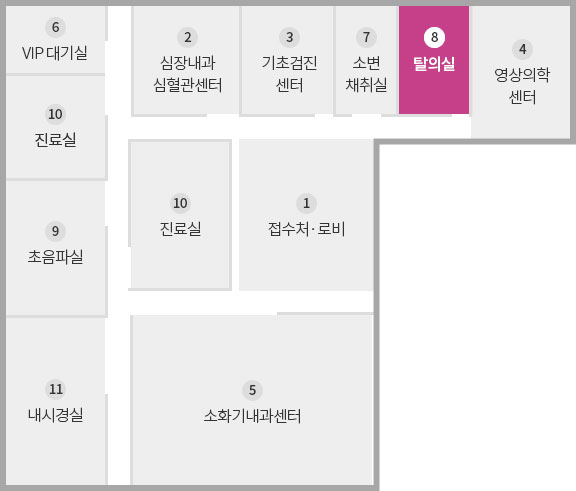 6
VIP 대기실
2
심장내과
심혈관센터
3
기초검진
센터
7
소변
채취실
8
탈의실
4
영상의학
센터
10
진료실
10
진료실
1
접수처·로비
9
초음파실
11
내시경실
5
소화기내과센터